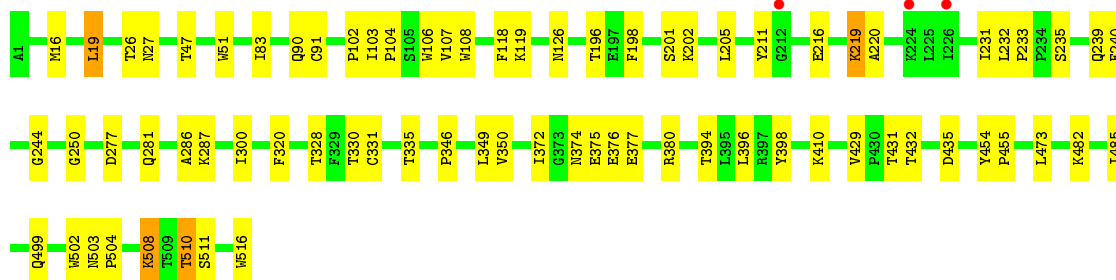 A1 M16 L19 T26 N27 T47 W51 I83 Q90 C91 P102 I103 P104 S105 W106 V107 W108 F118 K119 N126 T196 E197 F198 S201 K202 L205 Y211 G212 E216 K219 A220 K224 L225 I226 I231 L232 P233 P234 S235 Q239
G244 G250 D277 Q281 A286 K287 I300 F320 T328 F329 T330 C331 T335 P346 L349 V350 I372 G373 N374 E375 E376 E377 R380 T394 L395 L396 R397 Y398 K410 V429 P430 T431 T432 D435 Y454 P455 L473 K482
Q499 W502 N503 P504 K508 T509 T510 S511 W516